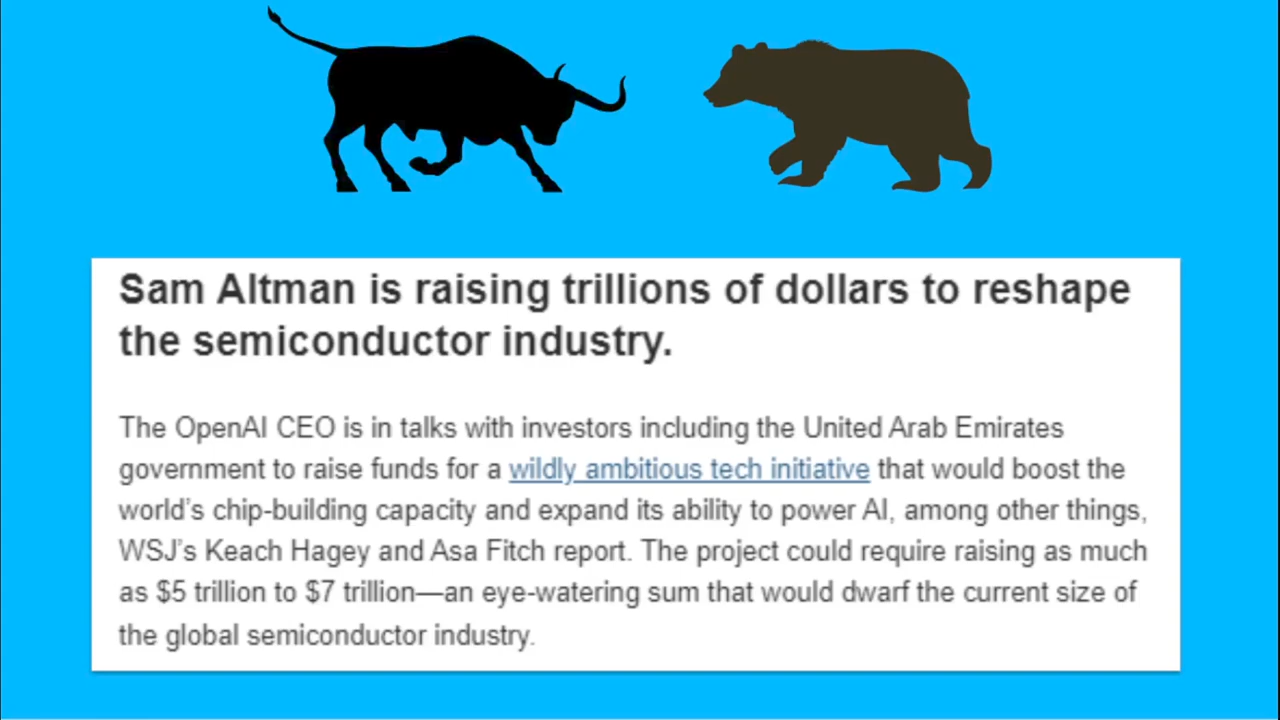 Sam Altman is raising trillions of dollars to reshape
the semiconductor industry.
The OpenAI CEO is in talks with investors including the United Arab Emirates
government to raise funds for a wildly ambitious tech initiative that would boost the
world’s chip-building capacity and expand its ability to power AI, among other things,
WSJ’s Keach Hagey and Asa Fitch report. The project could require raising as much
as $5 trillion to $7 trillion—an eye-watering sum that would dwarf the current size of
the global semiconductor industry.